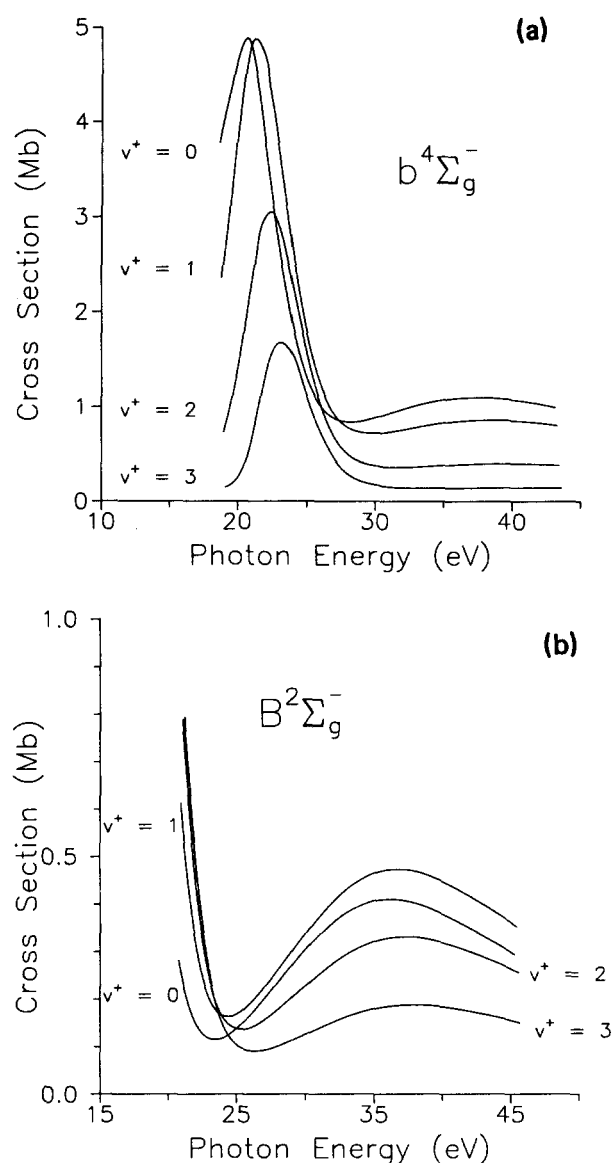 (a)
5
4
3
2
1
0
Cross Section (Mb)
b⁴Σg⁻
v⁺ = 0
v⁺ = 1
v⁺ = 2
v⁺ = 3
10 20 30 40
Photon Energy (eV)
(b)
1.0
0.5
0.0
Cross Section (Mb)
B²Σg⁻
v⁺ = 1
v⁺ = 0
v⁺ = 2
v⁺ = 3
15 25 35 45
Photon Energy (eV)